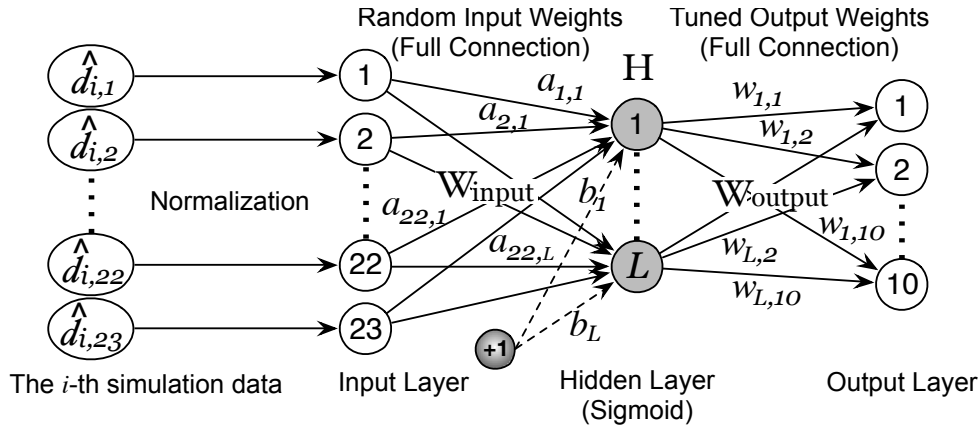 Random Input Weights
(Full Connection)
Tuned Output Weights
(Full Connection)
H
d̂i,1
1
a1,1
1
w1,1
1
d̂i,2
2
a2,1
w1,2
2
Normalization
Winput
b1
Woutput
a22,1
w1,10
d̂i,22
22
a22,L
L
wL,2
10
d̂i,23
23
+1
bL
wL,10
The i-th simulation data
Input Layer
Hidden Layer
(Sigmoid)
Output Layer